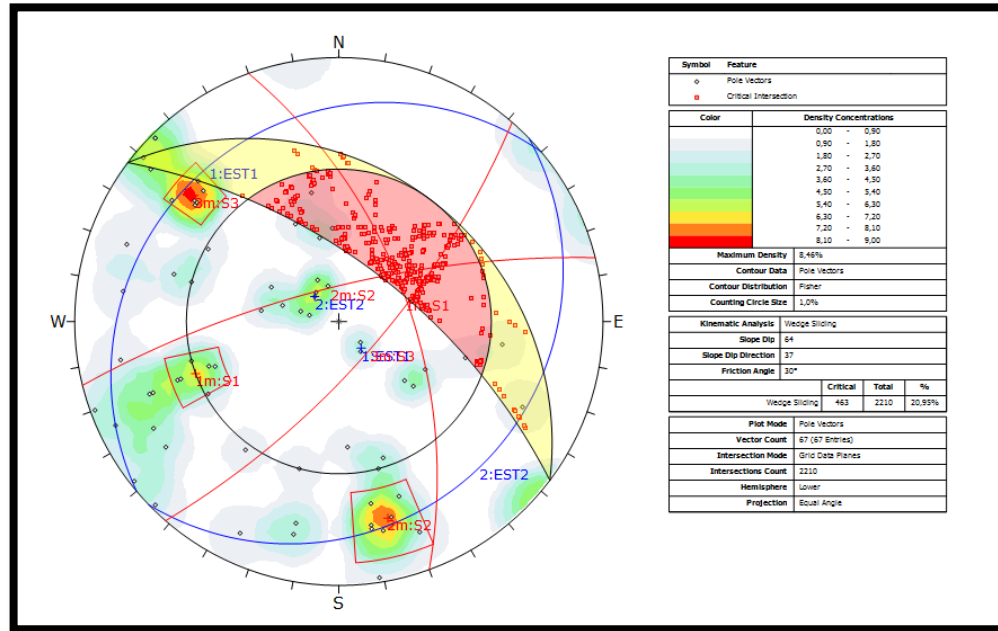 N
Symbol Feature
Pole Vectors
Critical Intersection
Color Density Concentrations
0,00 - 0,90
0,90 - 1,80
1,80 - 2,70
2,70 - 3,60
3,60 - 4,50
4,50 - 5,40
5,40 - 6,30
6,30 - 7,20
7,20 - 8,10
8,10 - 9,00
Maximum Density 8,46%
Contour Data Pole Vectors
Contour Distribution Fisher
Counting Circle Size 1,0%
Kinematic Analysis Wedge Sliding
Slope Dip 64
Slope Dip Direction 37
Friction Angle 30°
Critical Total %
Wedge Sliding 463 2210 20,95%
Plot Mode Pole Vectors
Vector Count 67 (67 Entries)
Intersection Mode Grid Data Planes
Intersections Count 2210
Hemisphere Lower
Projection Equal Angle
1:EST1
3m:S3
2m:S2
2:EST2
1m:S1
W
E
1:EST1
1m:S1
2:EST2
2m:S2
S